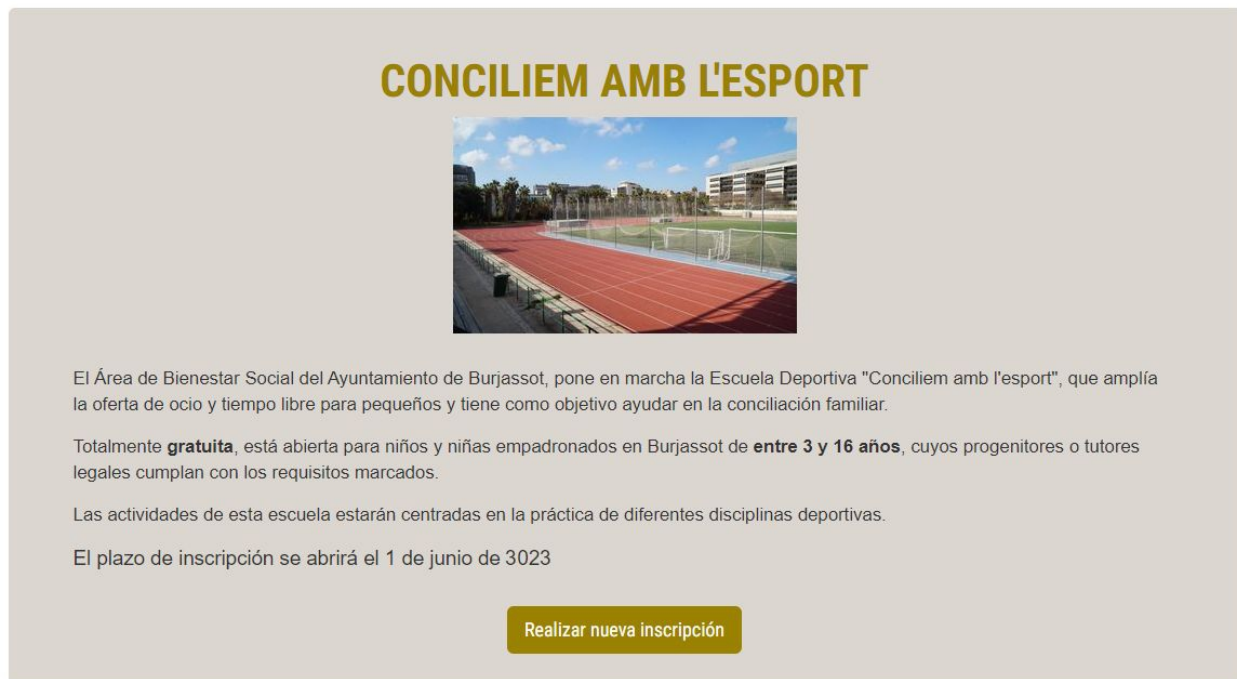 CONCILIEM AMB L'ESPORT
El Área de Bienestar Social del Ayuntamiento de Burjassot, pone en marcha la Escuela Deportiva "Conciliem amb l'esport", que amplía
la oferta de ocio y tiempo libre para pequeños y tiene como objetivo ayudar en la conciliación familiar.
Totalmente gratuita, está abierta para niños y niñas empadronados en Burjassot de entre 3 y 16 años, cuyos progenitores o tutores
legales cumplan con los requisitos marcados.
Las actividades de esta escuela estarán centradas en la práctica de diferentes disciplinas deportivas.
El plazo de inscripción se abrirá el 1 de junio de 3023
Realizar nueva inscripción